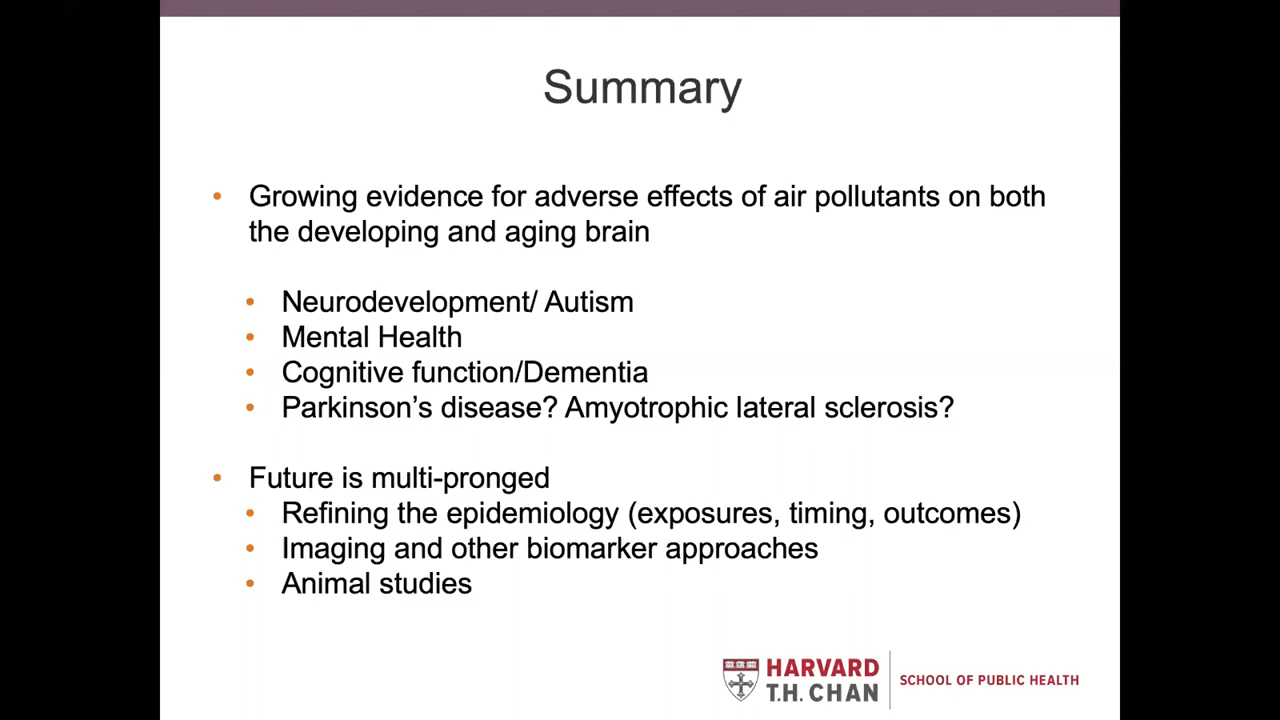 Summary
• Growing evidence for adverse effects of air pollutants on both
the developing and aging brain
• Neurodevelopment/ Autism
• Mental Health
• Cognitive function/Dementia
• Parkinson’s disease? Amyotrophic lateral sclerosis?
• Future is multi-pronged
• Refining the epidemiology (exposures, timing, outcomes)
• Imaging and other biomarker approaches
• Animal studies
HARVARD
T.H. CHAN
SCHOOL OF PUBLIC HEALTH